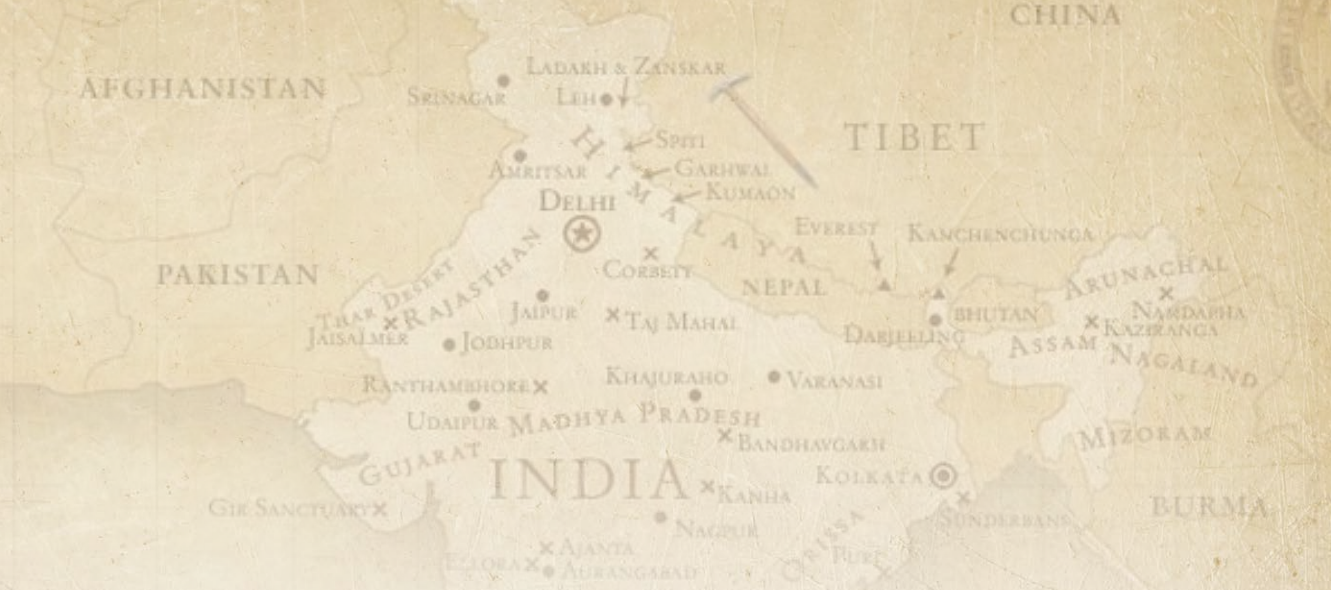 CHINA
LADAKH & ZANSKAR
AFGHANISTAN
SRINAGAR
LEH
TIBET
SPITI
HIMALAYA
AMRITSAR
GARHWAL
KUMAON
DELHI
EVEREST
KANCHENCHUNGA
CORBETT
PAKISTAN
NEPAL
ARUNACHAL
THAR DESERT
RAJASTHAN
JAIPUR
TAJ MAHAL
BHUTAN
NAMDAPHA
JAISALMER
JODHPUR
DARJEELING
KAZIRANGA
ASSAM
NAGALAND
RANTHAMBHORE
KHAJURAHO
VARANASI
UDAIPUR
MADHYA PRADESH
BANDHAVGARH
MIZORAM
GUJARAT
INDIA
KOLKATA
KANHA
GIR SANCTUARY
BURMA
SUNDERBANS
NAGPUR
ORISSA
AJANTA
PURI
ELLORA
AURANGABAD